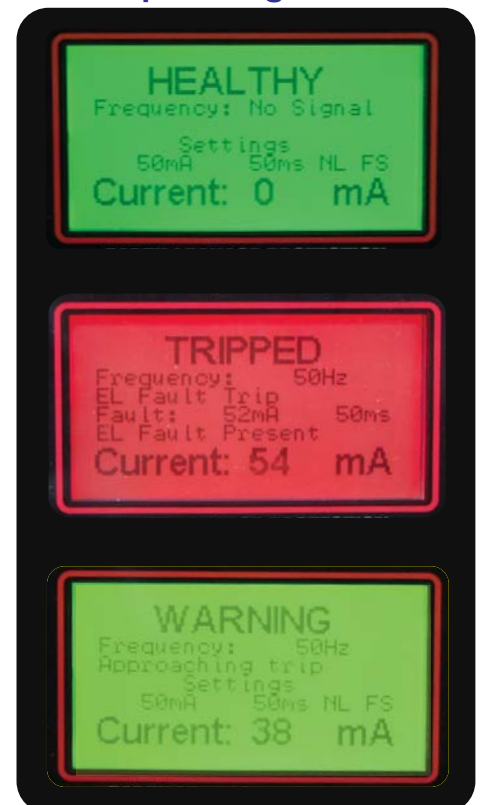 HEALTHY
Frequency: No Signal
Settings
50mA 50ms NL FS
Current: 0 mA
TRIPPED
Frequency: 50Hz
EL Fault Trip
Fault: 52mA 50ms
EL Fault Present
Current: 54 mA
WARNING
Frequency: 50Hz
Approaching trip
Settings
50mA 50ms NL FS
Current: 38 mA